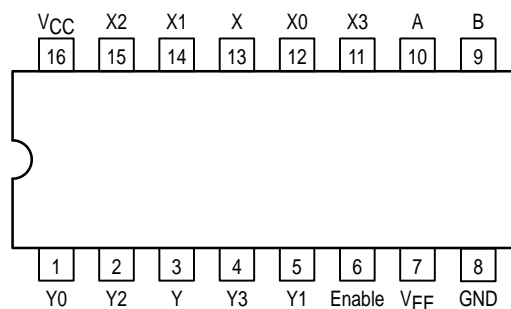 VCC X2 X1 X X0 X3 A B
16 15 14 13 12 11 10 9
1 2 3 4 5 6 7 8
Y0 Y2 Y Y3 Y1 Enable VEE GND